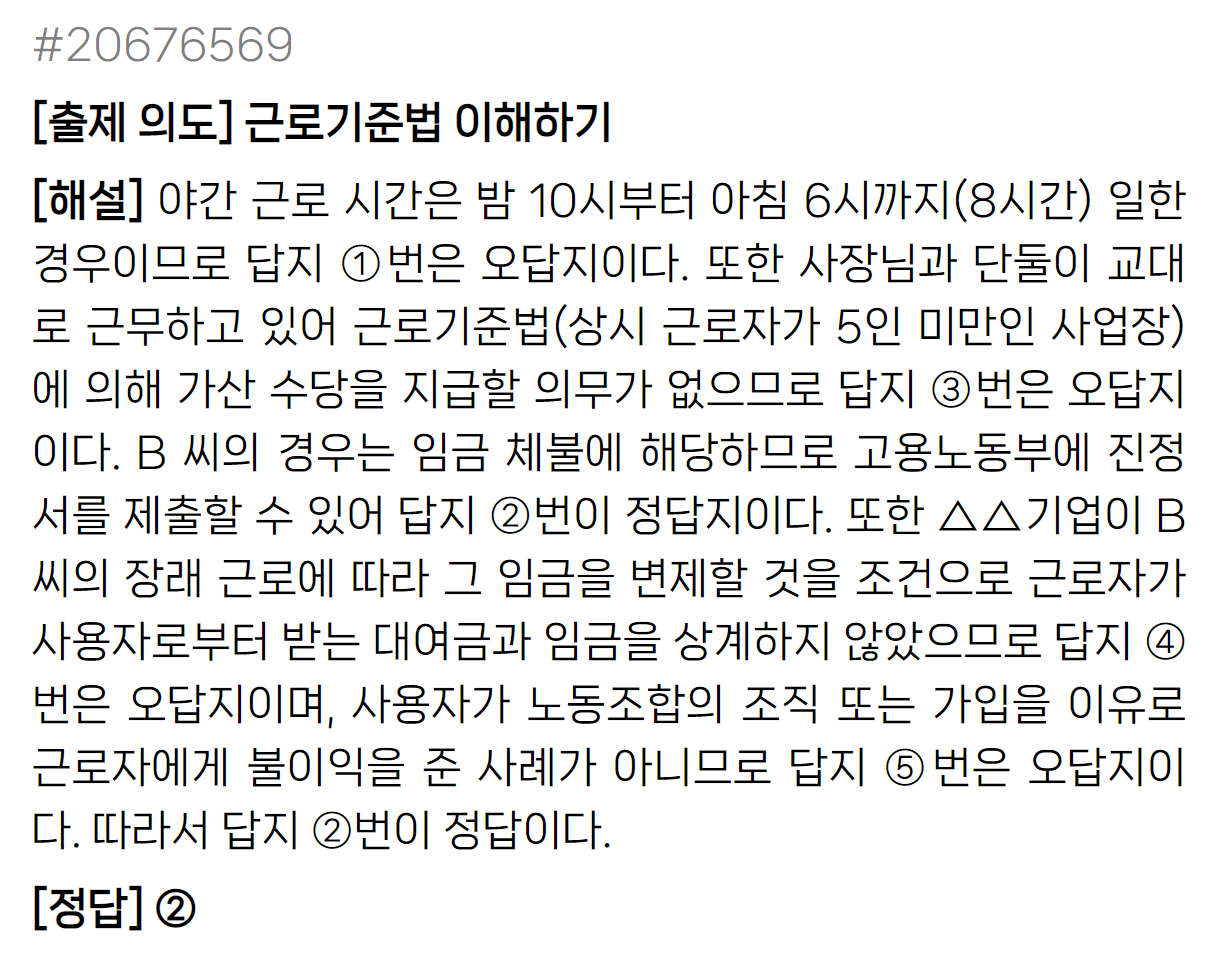 #20676569
[출제 의도] 근로기준법 이해하기
[해설] 야간 근로 시간은 밤 10시부터 아침 6시까지(8시간) 일한
경우이므로 답지 ①번은 오답지이다. 또한 사장님과 단둘이 교대
로 근무하고 있어 근로기준법(상시 근로자가 5인 미만인 사업장)
에 의해 가산 수당을 지급할 의무가 없으므로 답지 ③번은 오답지
이다. B 씨의 경우는 임금 체불에 해당하므로 고용노동부에 진정
서를 제출할 수 있어 답지 ②번이 정답지이다. 또한 △△기업이 B
씨의 장래 근로에 따라 그 임금을 변제할 것을 조건으로 근로자가
사용자로부터 받는 대여금과 임금을 상계하지 않았으므로 답지 ④
번은 오답지이며, 사용자가 노동조합의 조직 또는 가입을 이유로
근로자에게 불이익을 준 사례가 아니므로 답지 ⑤번은 오답지이
다. 따라서 답지 ②번이 정답이다.
[정답] ②